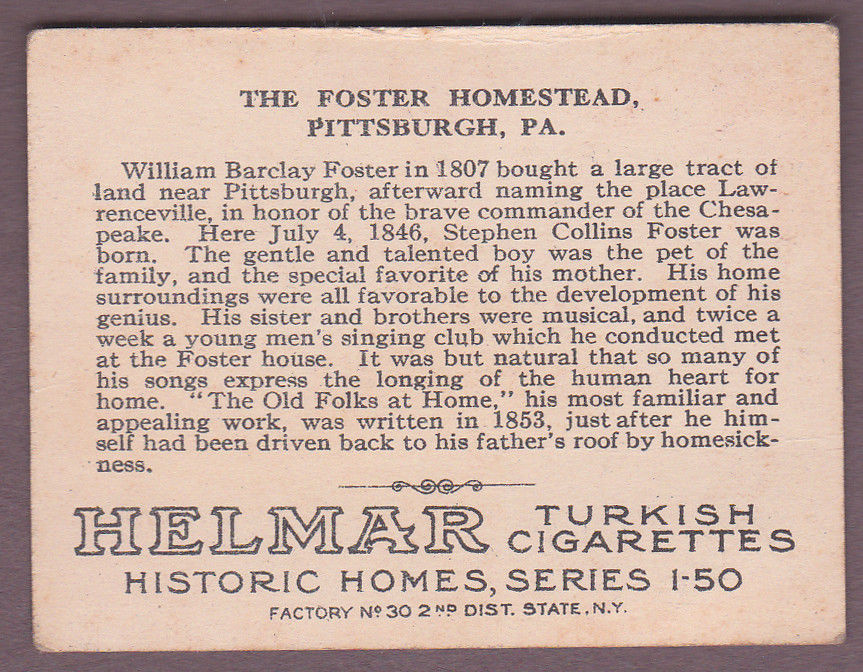 THE FOSTER HOMESTEAD,
PITTSBURGH, PA.
William Barclay Foster in 1807 bought a large tract of
land near Pittsburgh, afterward naming the place Law-
renceville, in honor of the brave commander of the Chesa-
peake. Here July 4, 1846, Stephen Collins Foster was
born. The gentle and talented boy was the pet of the
family, and the special favorite of his mother. His home
surroundings were all favorable to the development of his
genius. His sister and brothers were musical, and twice a
week a young men's singing club which he conducted met
at the Foster house. It was but natural that so many of
his songs express the longing of the human heart for
home. "The Old Folks at Home," his most familiar and
appealing work, was written in 1853, just after he him-
self had been driven back to his father's roof by homesick-
ness.
HELMAR TURKISH
CIGARETTES
HISTORIC HOMES, SERIES 1-50
FACTORY Nº 30 2ND DIST. STATE, N.Y.